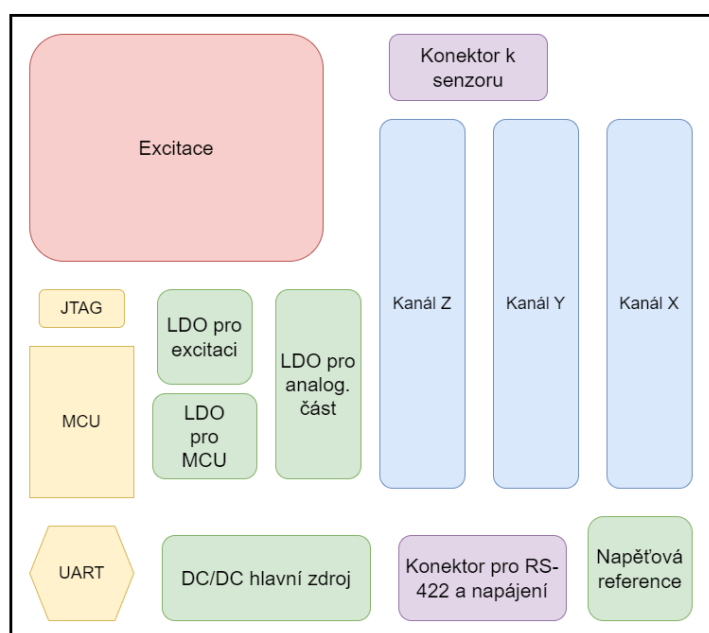 Excitace
Konektor k
senzoru
Kanál Z
Kanál Y
Kanál X
JTAG
LDO pro
excitaci
LDO pro
analog.
část
MCU
LDO
pro
MCU
UART
DC/DC hlavní zdroj
Konektor pro RS-
422 a napájení
Napěťová
reference